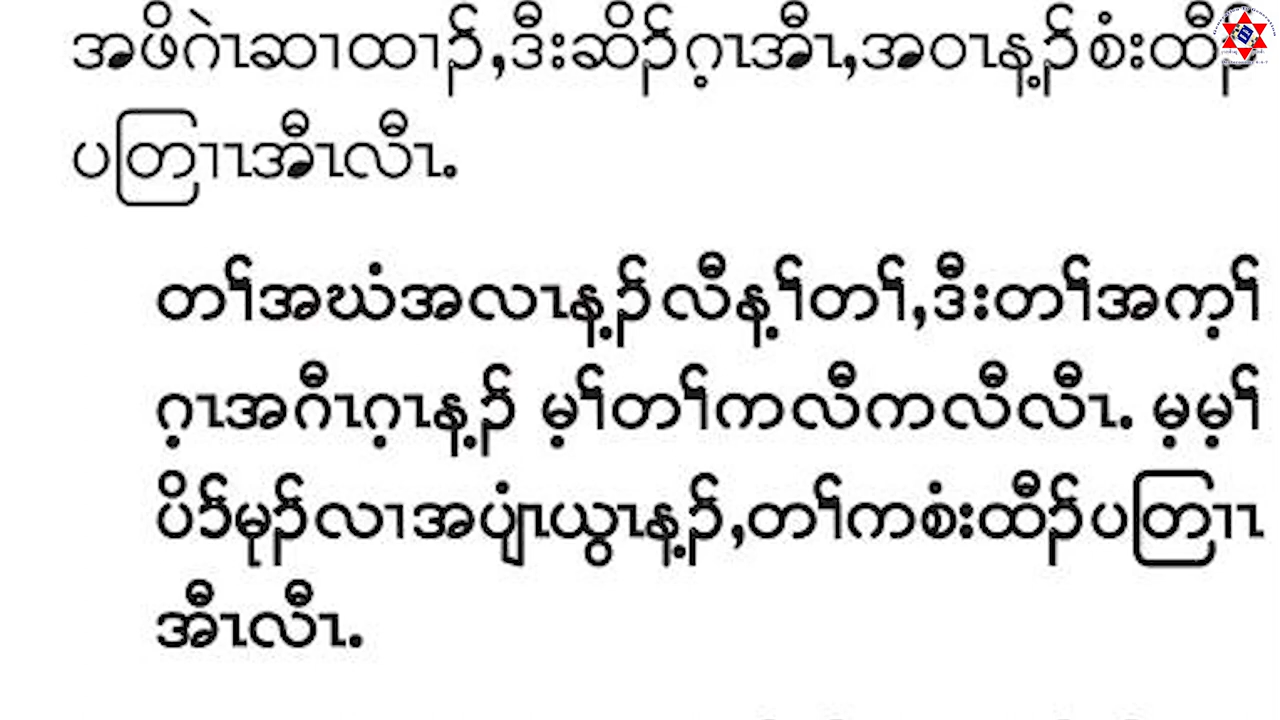 အဖိဂဲၤဆၢထၢၣ်,ဒီးဆိၣ်ဂ့ၤအီၤ,အဝၤန့ၣ်စံးထီၣ်
ပတြၢၤအီၤလီၤ.
တၢ်အဃံအလၤန့ၣ်လီန့ၢ်တၢ်,ဒီးတၢ်အက့ၢ်
ဂ့ၤအဂီၤဂ့ၤန့ၣ် မ့ၢ်တၢ်ကလီကလီလီၤ. မ့မ့ၢ်
ပိာ်မုၣ်လၢအပျံၤယွၤန့ၣ်,တၢ်ကစံးထီၣ်ပတြၢၤ
အီၤလီၤ.